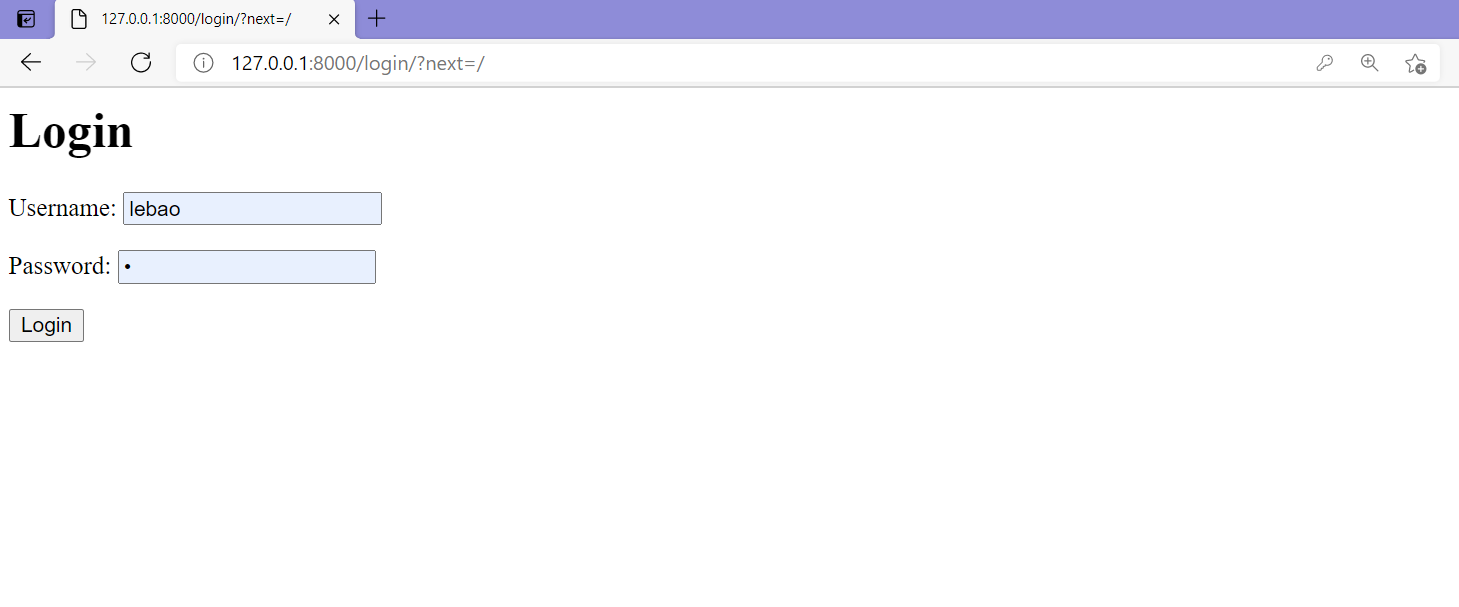 127.0.0.1:8000/login/?next=/
127.0.0.1:8000/login/?next=/
Login
Username: lebao
Password: •
Login